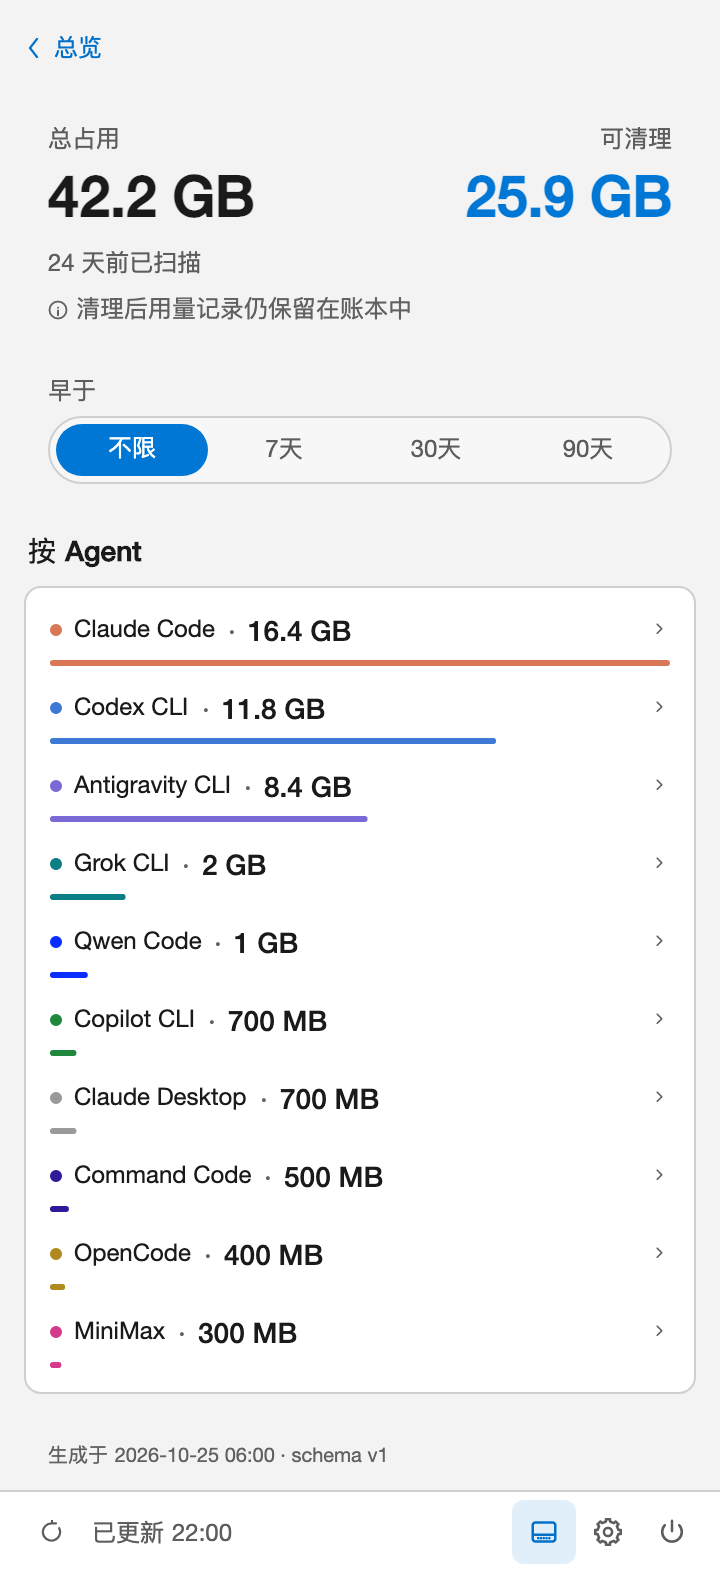 总览
总占用
可清理
42.2 GB
25.9 GB
24 天前已扫描
清理后用量记录仍保留在账本中
早于
不限
7天
30天
90天
按 Agent
Claude Code · 16.4 GB
Codex CLI · 11.8 GB
Antigravity CLI · 8.4 GB
Grok CLI · 2 GB
Qwen Code · 1 GB
Copilot CLI · 700 MB
Claude Desktop · 700 MB
Command Code · 500 MB
OpenCode · 400 MB
MiniMax · 300 MB
生成于 2026-10-25 06:00 · schema v1
已更新 22:00